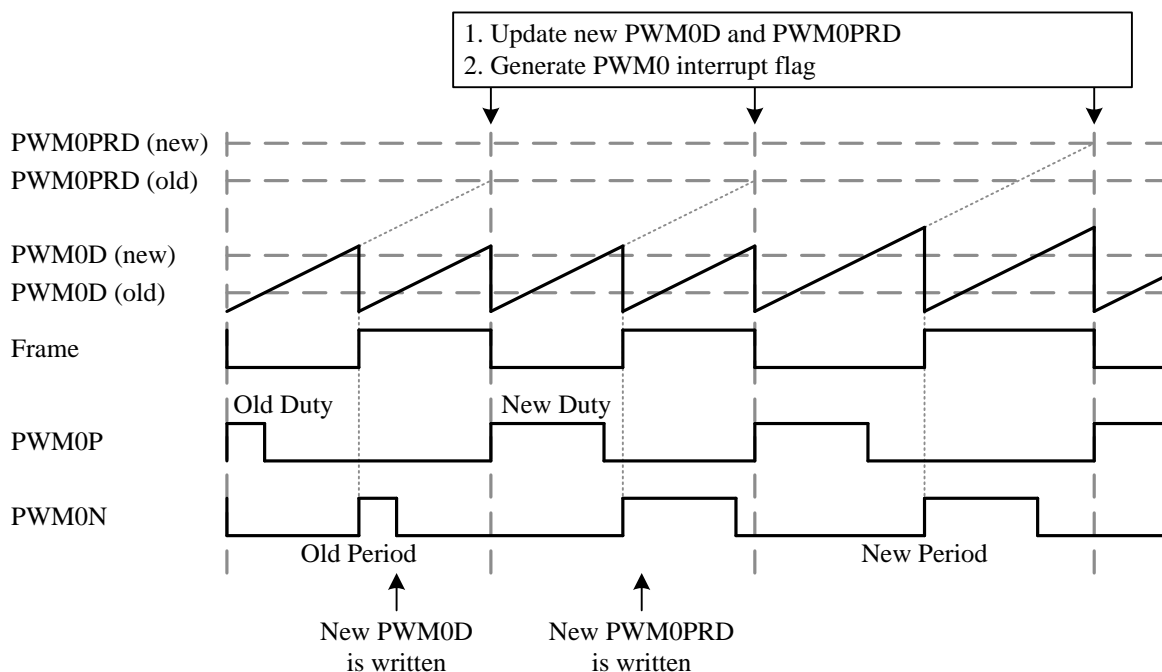 1. Update new PWM0D and PWM0PRD
2. Generate PWM0 interrupt flag
PWM0PRD (new)
PWM0PRD (old)
PWM0D (new)
PWM0D (old)
Frame
Old Duty
New Duty
PWM0P
PWM0N
Old Period
New Period
New PWM0D
is written
New PWM0PRD
is written